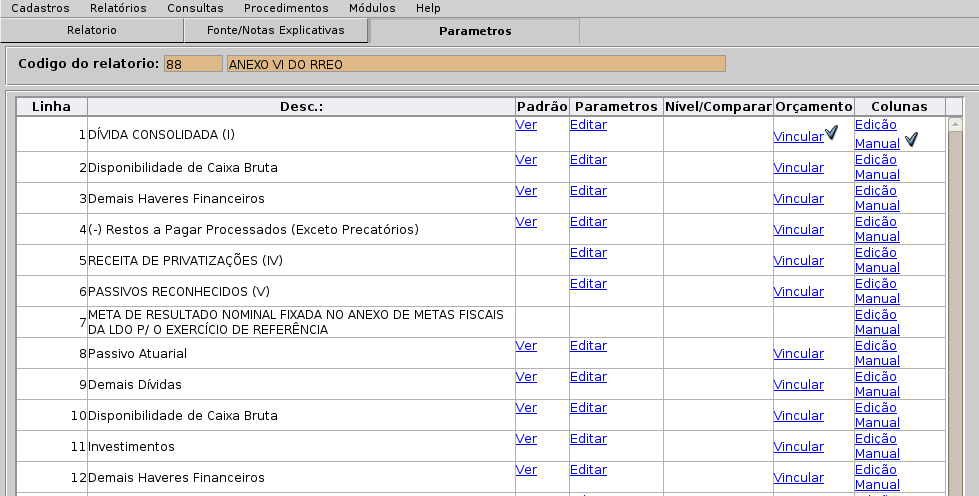 Cadastros Relatórios Consultas Procedimentos Módulos Help
Relatorio Fonte/Notas Explicativas Parametros
Codigo do relatorio: 88 ANEXO VI DO RREO
Linha Desc.: Padrão Parametros Nível/Comparar Orçamento Colunas
1 DÍVIDA CONSOLIDADA (I) Ver Editar Vincular Edição
Manual
2 Disponibilidade de Caixa Bruta Ver Editar Vincular Edição
Manual
3 Demais Haveres Financeiros Ver Editar Vincular Edição
Manual
4 (-) Restos a Pagar Processados (Exceto Precatórios) Ver Editar Vincular Edição
Manual
5 RECEITA DE PRIVATIZAÇÕES (IV) Editar Vincular Edição
Manual
6 PASSIVOS RECONHECIDOS (V) Editar Vincular Edição
Manual
7 META DE RESULTADO NOMINAL FIXADA NO ANEXO DE METAS FISCAIS Edição
DA LDO P/ O EXERCÍCIO DE REFERÊNCIA Manual
8 Passivo Atuarial Ver Editar Vincular Edição
Manual
9 Demais Dívidas Ver Editar Vincular Edição
Manual
10 Disponibilidade de Caixa Bruta Ver Editar Vincular Edição
Manual
11 Investimentos Ver Editar Vincular Edição
Manual
12 Demais Haveres Financeiros Ver Editar Vincular Edição
Manual